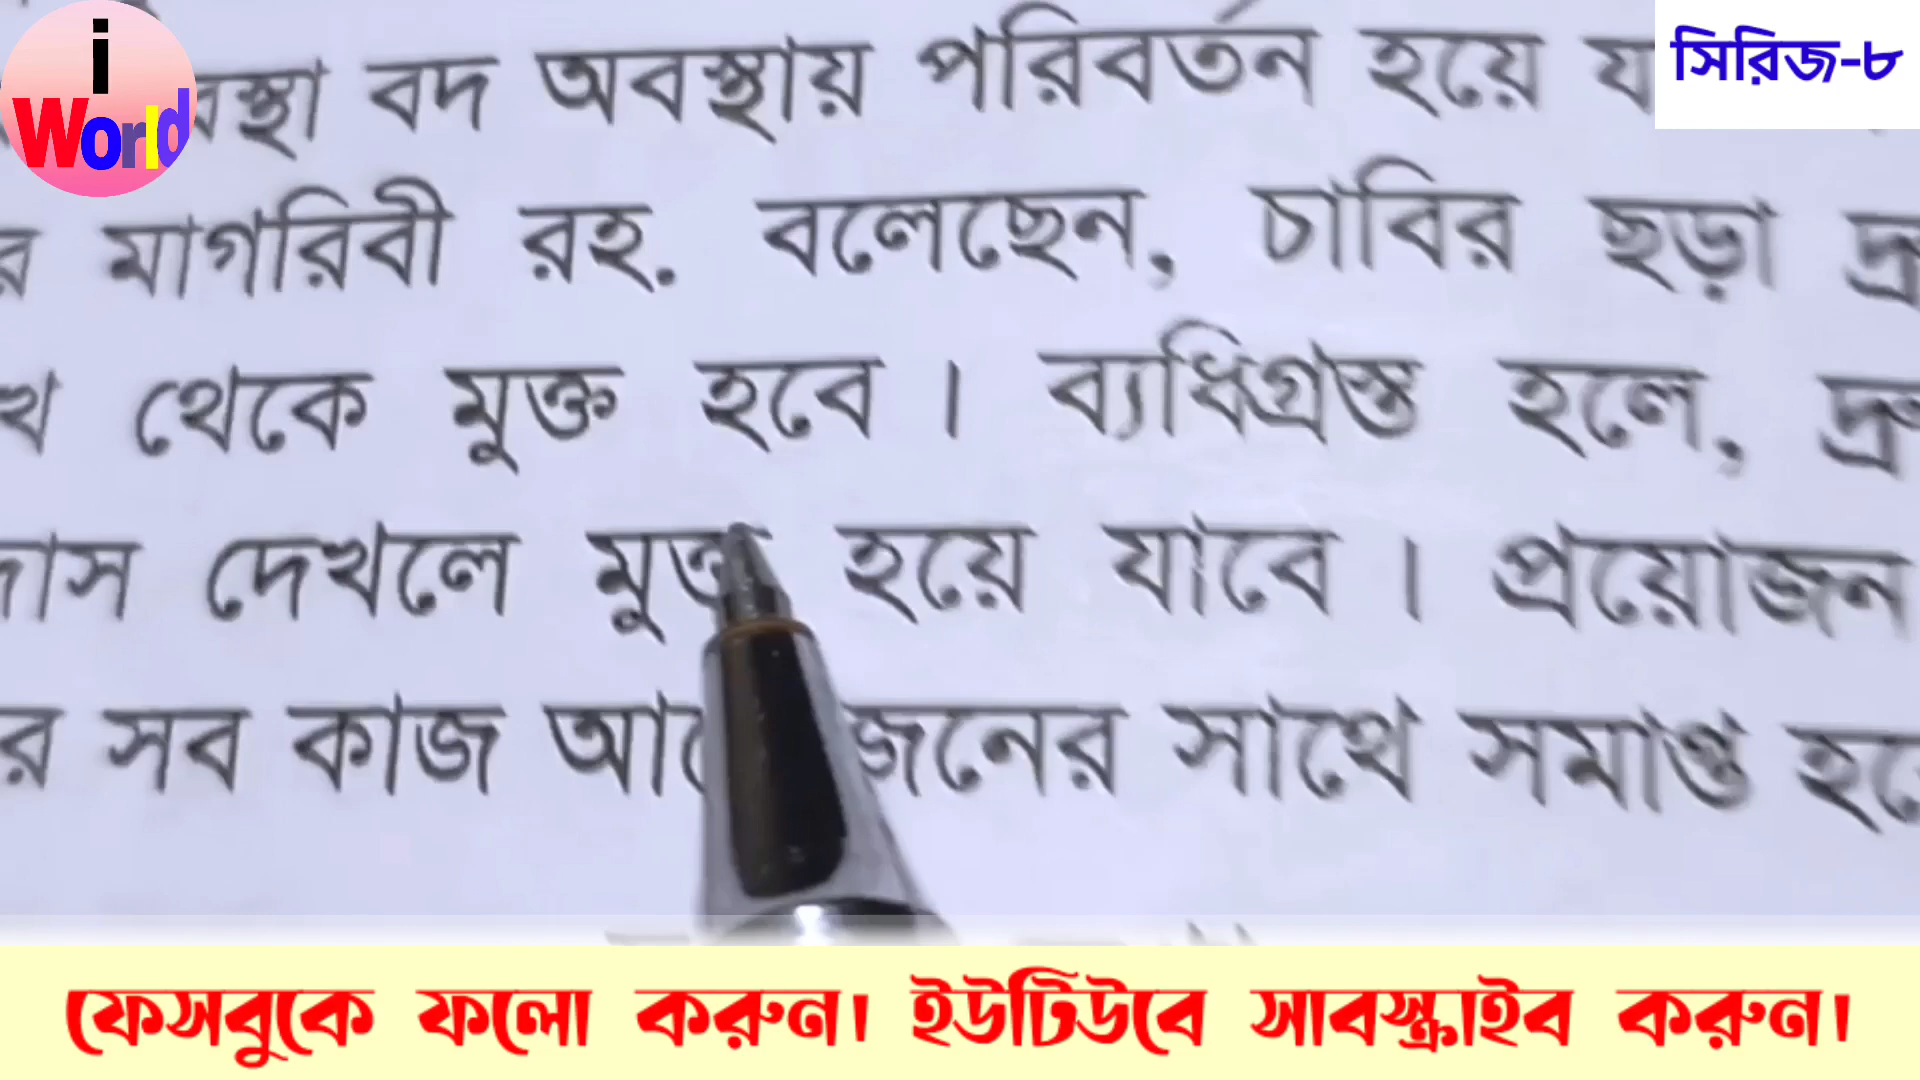 i World
সিরিজ-৮
বস্থা বদ অবস্থায় পরিবর্তন হয়ে
র মাগরিবী রহ. বলেছেন, চাবির ছড়া
থেকে মুক্ত হবে। ব্যধিগ্রস্ত হলে,
দেখলে মুক্ত হয়ে যাবে। প্রয়োজন
র সব কাজ সাথে সমাপ্ত
ফেসবুকে ফলো করুন। ইউটিউবে সাবস্ক্রাইব করুন।